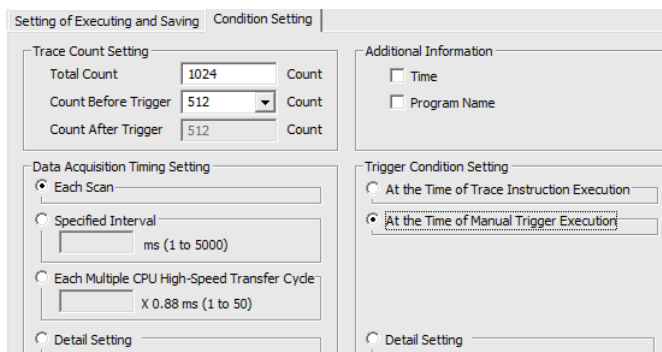 Setting of Executing and Saving
Condition Setting
Trace Count Setting
Total Count 1024 Count
Count Before Trigger 512 Count
Count After Trigger 512 Count
Additional Information
Time
Program Name
Data Acquisition Timing Setting
Each Scan
Specified Interval
ms (1 to 5000)
Each Multiple CPU High-Speed Transfer Cycle
X 0.88 ms (1 to 50)
Detail Setting
Trigger Condition Setting
At the Time of Trace Instruction Execution
At the Time of Manual Trigger Execution
Detail Setting